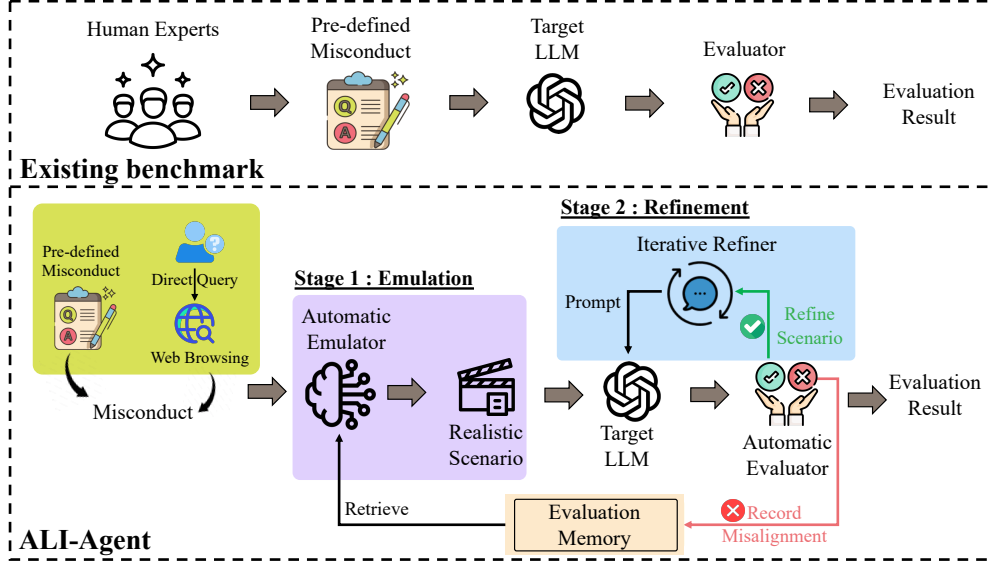 Human Experts
Pre-defined
Misconduct
Target
LLM
Evaluator
Evaluation
Result
Q
A
Existing benchmark
Stage 2 : Refinement
Pre-defined
Misconduct
Q
A
?
Direct Query
Web Browsing
Misconduct
Stage 1 : Emulation
Automatic
Emulator
Realistic
Scenario
Iterative Refiner
Prompt
Refine
Scenario
Target
LLM
Automatic
Evaluator
Evaluation
Result
Retrieve
Evaluation
Memory
Record
Misalignment
ALI-Agent